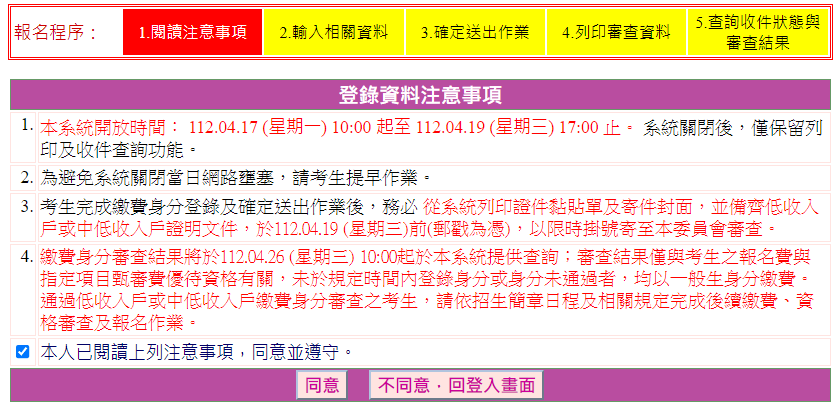 報名程序：
1.閱讀注意事項
2.輸入相關資料
3.確定送出作業
4.列印審查資料
5.查詢收件狀態與
審查結果
登錄資料注意事項
1. 本系統開放時間： 112.04.17 (星期一) 10:00 起至 112.04.19 (星期三) 17:00 止。 系統關閉後，僅保留列
印及收件查詢功能。
2. 為避免系統關閉當日網路壅塞，請考生提早作業。
3. 考生完成繳費身分登錄及確定送出作業後，務必 從系統列印證件黏貼單及寄件封面，並備齊低收入
戶或中低收入戶證明文件，於112.04.19 (星期三)前(郵戳為憑)，以限時掛號寄至本委員會審查。
4. 繳費身分審查結果將於112.04.26 (星期三) 10:00起於本系統提供查詢；審查結果僅與考生之報名費與
指定項目甄審費優待資格有關，未於規定時間內登錄身分或身分未通過者，均以一般生身分繳費。
通過低收入戶或中低收入戶繳費身分審查之考生，請依招生簡章日程及相關規定完成後續繳費、資
格審查及報名作業。
本人已閱讀上列注意事項，同意並遵守。
同意
不同意，回登入畫面